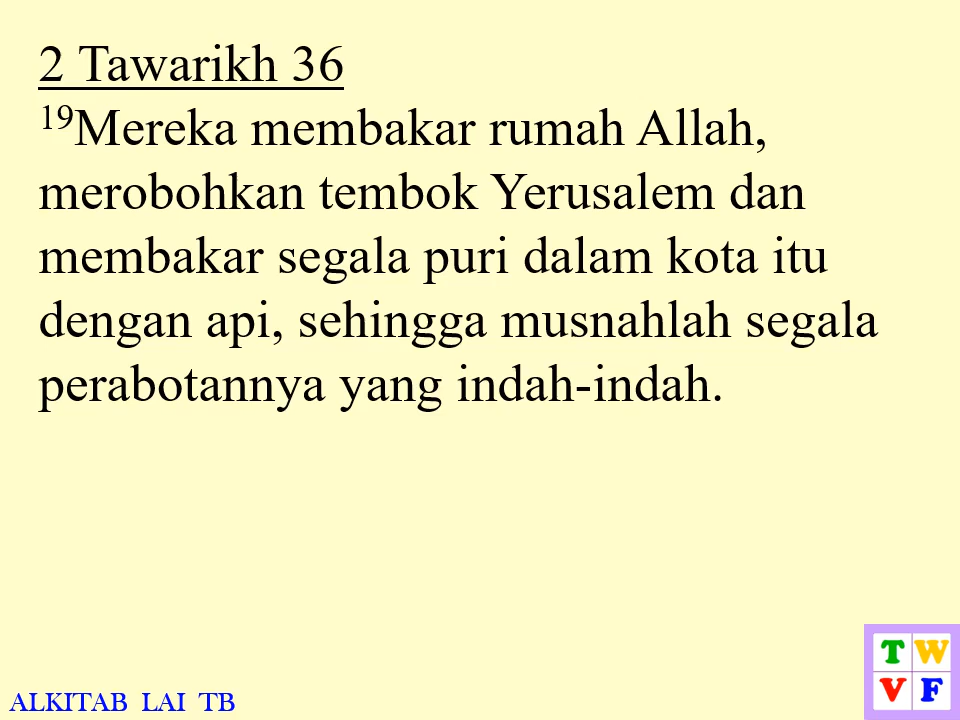 2 Tawarikh 36
19Mereka membakar rumah Allah,
merobohkan tembok Yerusalem dan
membakar segala puri dalam kota itu
dengan api, sehingga musnahlah segala
perabotannya yang indah-indah.
T W
V F
ALKITAB LAI TB